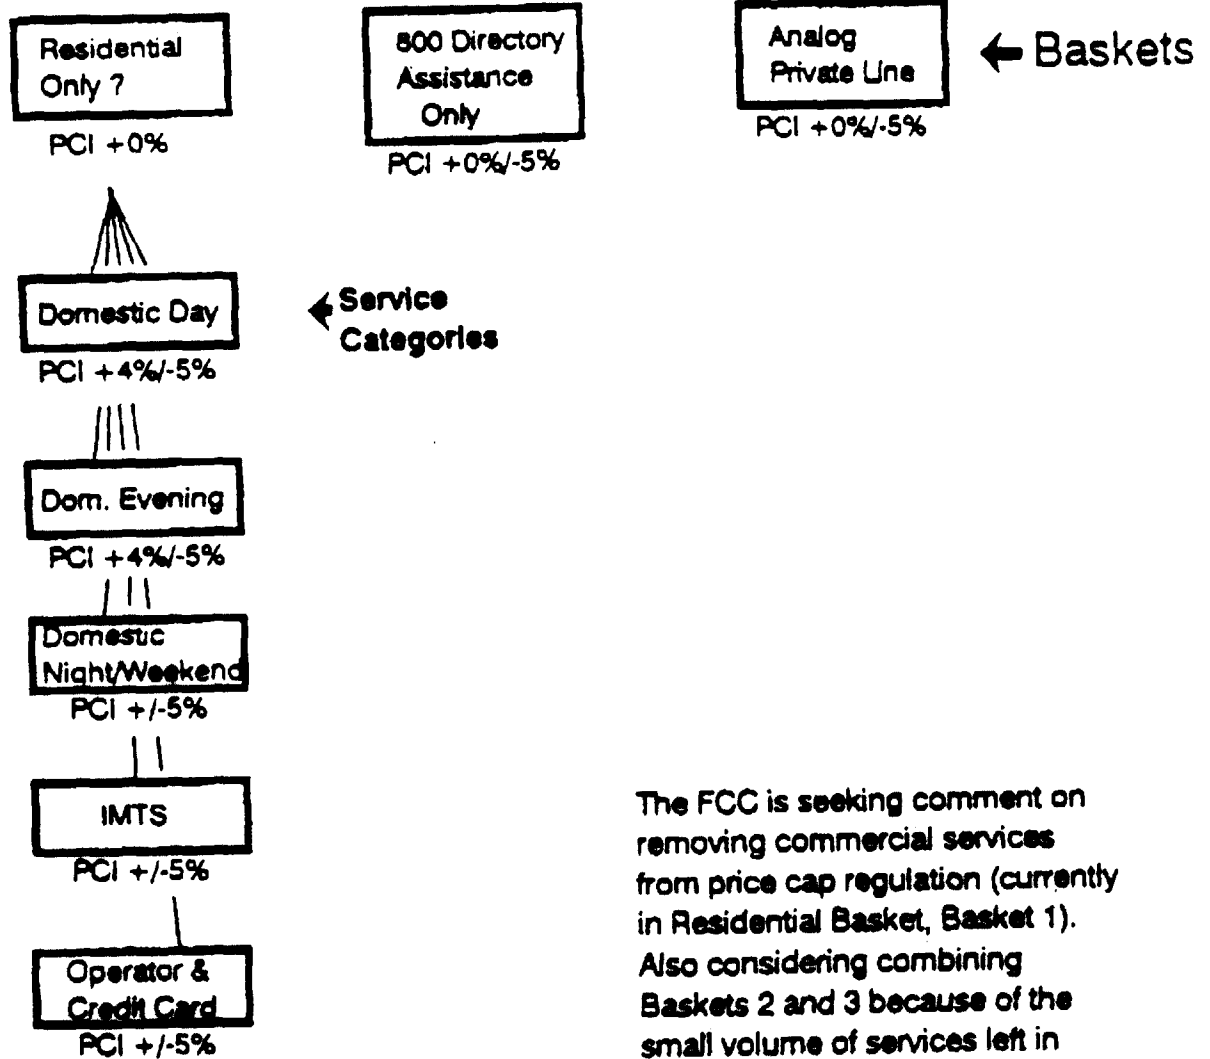 Residential
Only ?
PCI +0%
800 Directory
Assistance
Only
PCI +0%/-5%
Analog
Private Line
PCI +0%/-5%
Baskets
Domestic Day
PCI +4%/-5%
Service
Categories
Dom. Evening
PCI +4%/-5%
Domestic
Night/Weekend
PCI +/-5%
IMTS
PCI +/-5%
Operator &
Credit Card
PCI +/-5%
The FCC is seeking comment on
removing commercial services
from price cap regulation (currently
in Residential Basket, Basket 1).
Also considering combining
Baskets 2 and 3 because of the
small volume of services left in